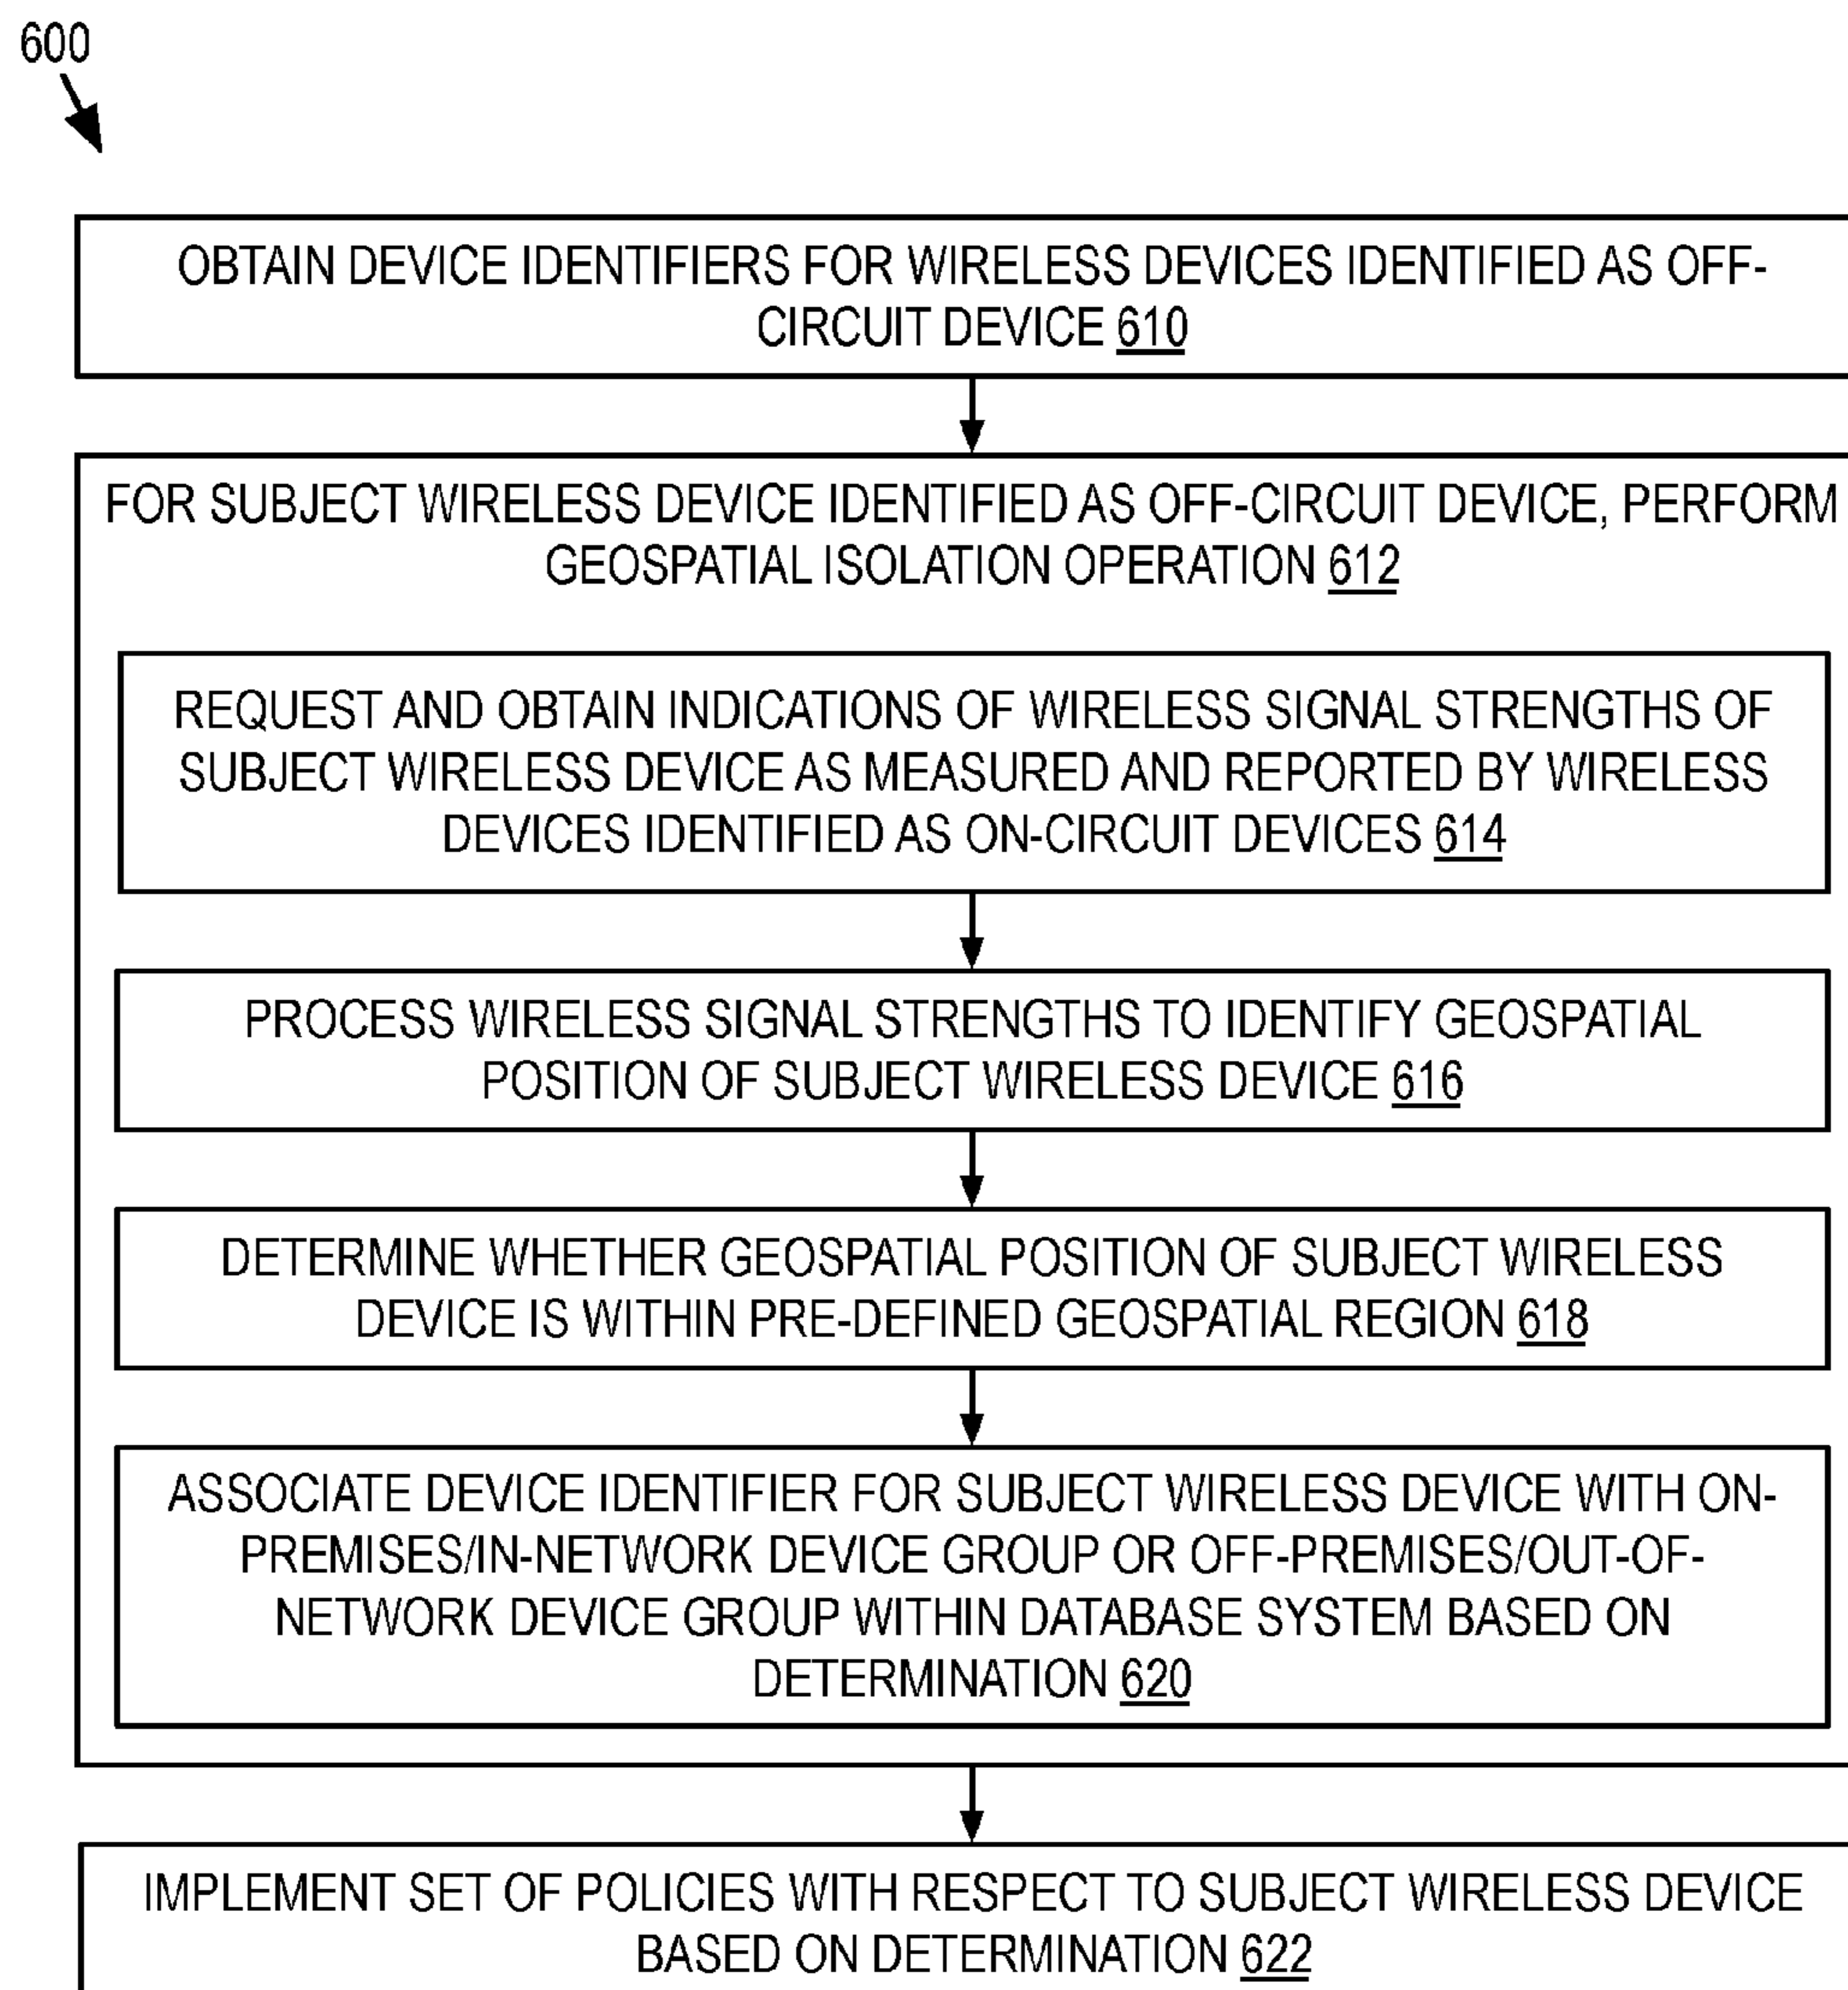 600
OBTAIN DEVICE IDENTIFIERS FOR WIRELESS DEVICES IDENTIFIED AS OFF-
CIRCUIT DEVICE 610
FOR SUBJECT WIRELESS DEVICE IDENTIFIED AS OFF-CIRCUIT DEVICE, PERFORM
GEOSPATIAL ISOLATION OPERATION 612
REQUEST AND OBTAIN INDICATIONS OF WIRELESS SIGNAL STRENGTHS OF
SUBJECT WIRELESS DEVICE AS MEASURED AND REPORTED BY WIRELESS
DEVICES IDENTIFIED AS ON-CIRCUIT DEVICES 614
PROCESS WIRELESS SIGNAL STRENGTHS TO IDENTIFY GEOSPATIAL
POSITION OF SUBJECT WIRELESS DEVICE 616
DETERMINE WHETHER GEOSPATIAL POSITION OF SUBJECT WIRELESS
DEVICE IS WITHIN PRE-DEFINED GEOSPATIAL REGION 618
ASSOCIATE DEVICE IDENTIFIER FOR SUBJECT WIRELESS DEVICE WITH ON-
PREMISES/IN-NETWORK DEVICE GROUP OR OFF-PREMISES/OUT-OF-
NETWORK DEVICE GROUP WITHIN DATABASE SYSTEM BASED ON
DETERMINATION 620
IMPLEMENT SET OF POLICIES WITH RESPECT TO SUBJECT WIRELESS DEVICE
BASED ON DETERMINATION 622